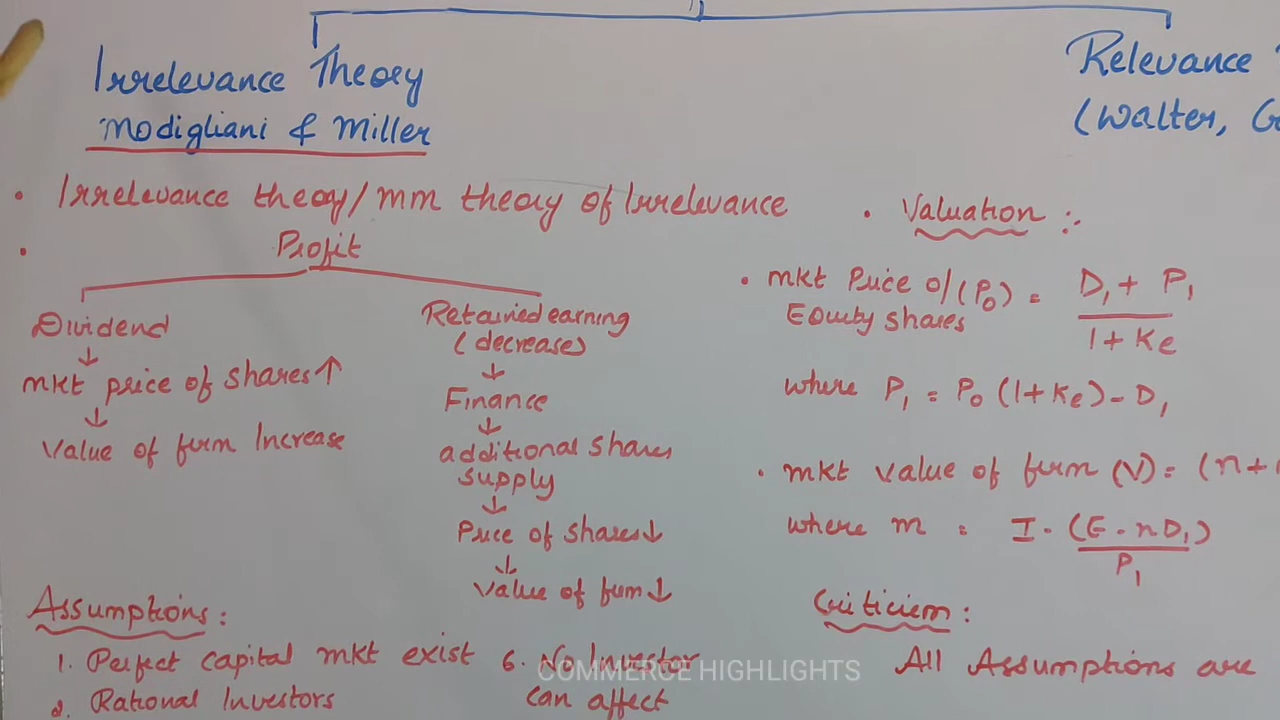 Irrelevance Theory
Modigliani & Miller
Relevance
(Walter,
• Irrelevance theory/mm theory of Irrelevance
• Profit
Dividend
↓
mkt price of shares ↑
↓
Value of firm Increase
Retained earning
(decrease)
↓
Finance
↓
additional shares
supply
↓
Price of shares ↓
↓
Value of firm ↓
• Valuation :-
• mkt Price of (P₀) = D₁ + P₁
Equity shares
1 + Ke
where P₁ = P₀ (1+Ke) - D₁
• mkt value of firm (V) = (n+
where m = I - (E - nD₁)
P₁
Assumptions:
1. Perfect capital mkt exist
2. Rational Investors
6. No Investor
can affect
Criticism:
All Assumptions are
COMMERCE HIGHLIGHTS